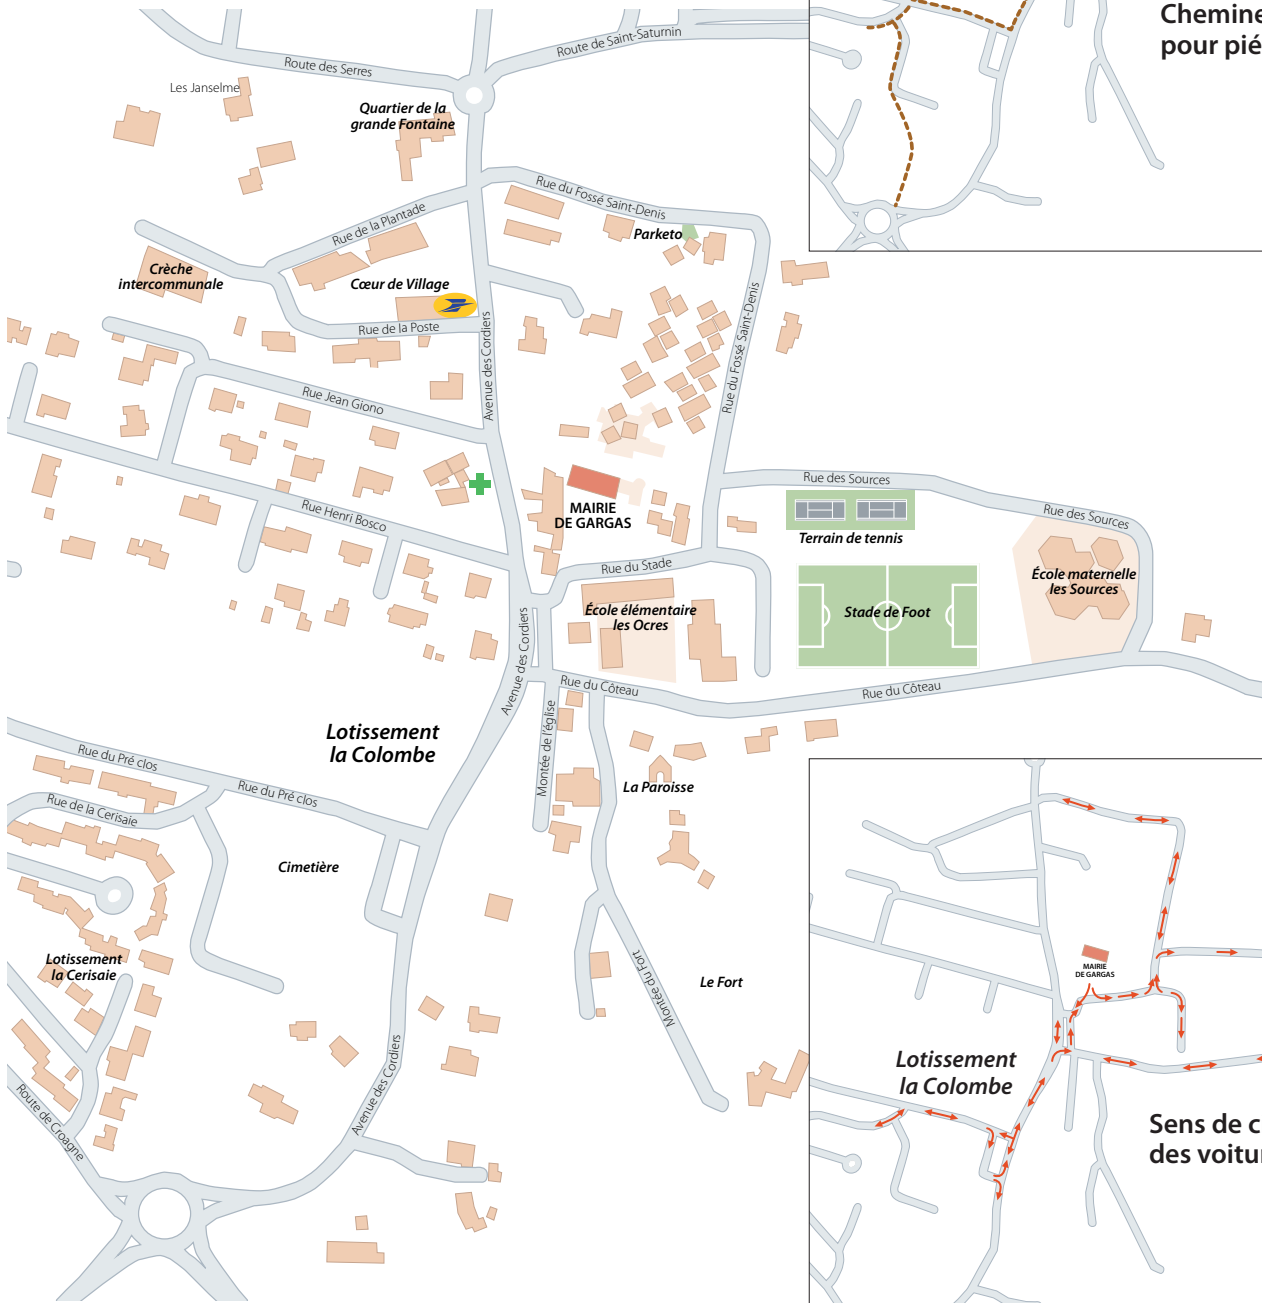 Chemine
pour pié
Route de Saint-Saturnin
Route des Serres
Les Janselme
Quartier de la
grande Fontaine
Rue du Fossé Saint-Denis
Rue de la Plantade
Parketo
Crèche
intercommunale
Cœur de Village
Rue de la Poste
Avenue des Cordiers
Rue du Fossé Saint-Denis
Rue Jean Giono
Rue des Sources
Rue Henri Bosco
MAIRIE
DE GARGAS
Rue des Sources
Terrain de tennis
Rue du Stade
École maternelle
les Sources
École élémentaire
les Ocres
Stade de Foot
Avenue des Cordiers
Rue du Côteau
Rue du Côteau
Lotissement
la Colombe
Montée de l'église
Rue du Pré clos
Rue du Pré clos
La Paroisse
Rue de la Cerisaie
Cimetière
Lotissement
la Cerisaie
Montée du Fort
Le Fort
MAIRIE
DE GARGAS
Lotissement
la Colombe
Avenue des Cordiers
Route de Croagne
Sens de c
des voitu